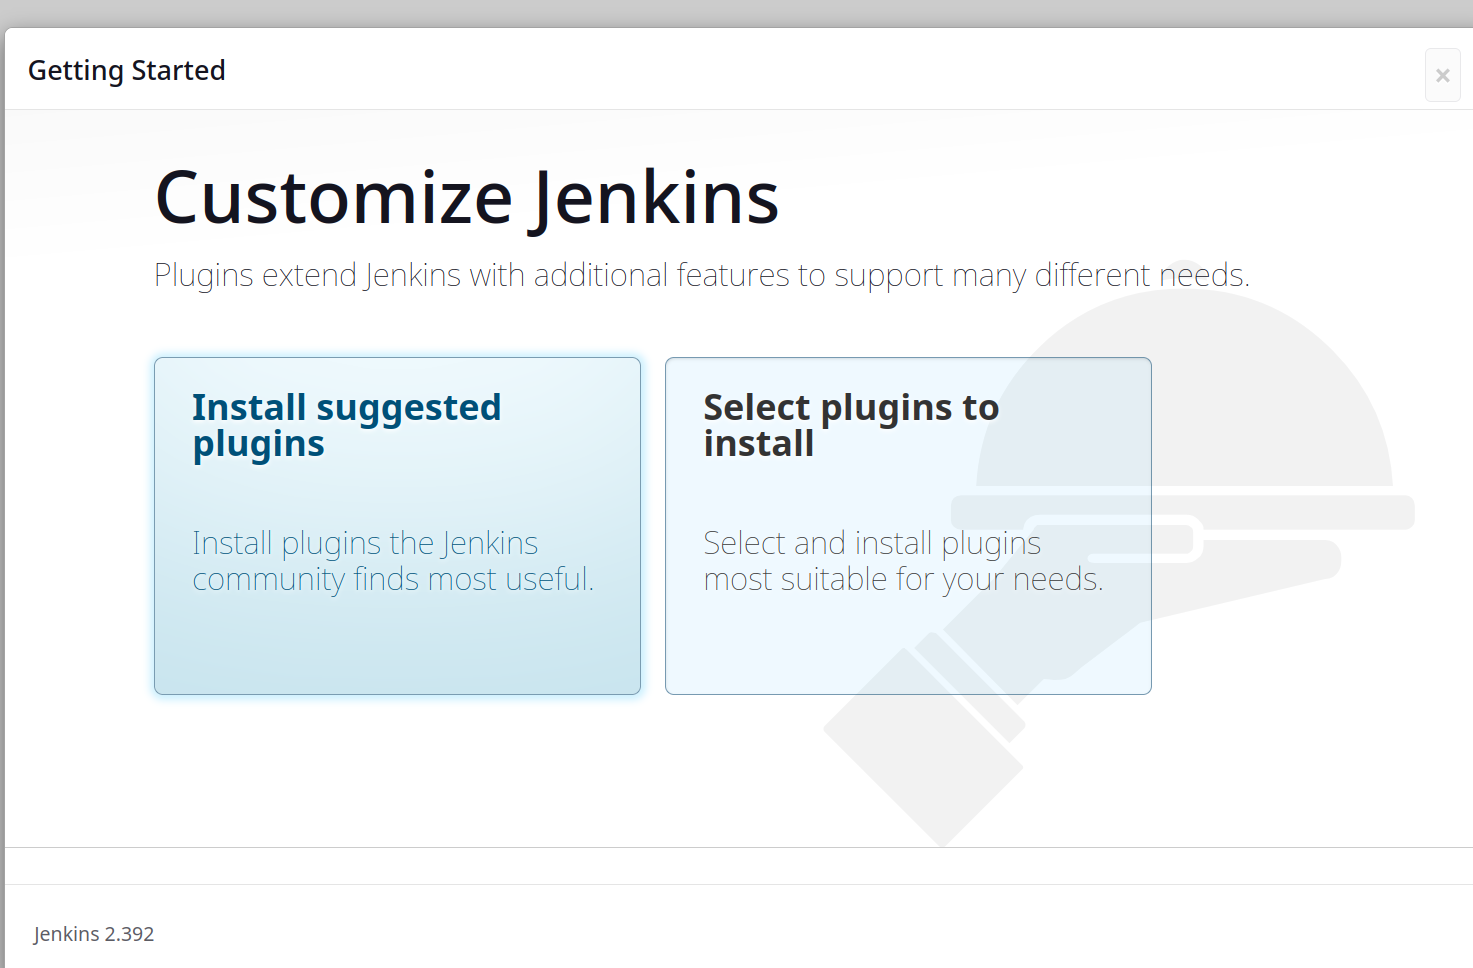 Getting Started
×
Customize Jenkins
Plugins extend Jenkins with additional features to support many different needs.
Install suggested
plugins
Install plugins the Jenkins
community finds most useful.
Select plugins to
install
Select and install plugins
most suitable for your needs.
Jenkins 2.392